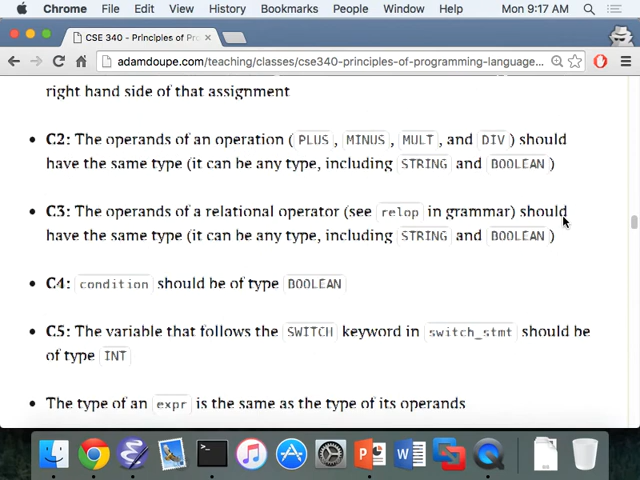 Chrome File Edit View History Bookmarks People Window Help Mon 9:17 AM
CSE 340 - Principles of Pro
adamdoupe.com/teaching/classes/cse340-principles-of-programming-language...
right hand side of that assignment
C2: The operands of an operation ( PLUS, MINUS, MULT, and DIV ) should
have the same type (it can be any type, including STRING and BOOLEAN )
C3: The operands of a relational operator (see relop in grammar) should
have the same type (it can be any type, including STRING and BOOLEAN )
C4: condition should be of type BOOLEAN
C5: The variable that follows the SWITCH keyword in switch_stmt should be
of type INT
The type of an expr is the same as the type of its operands